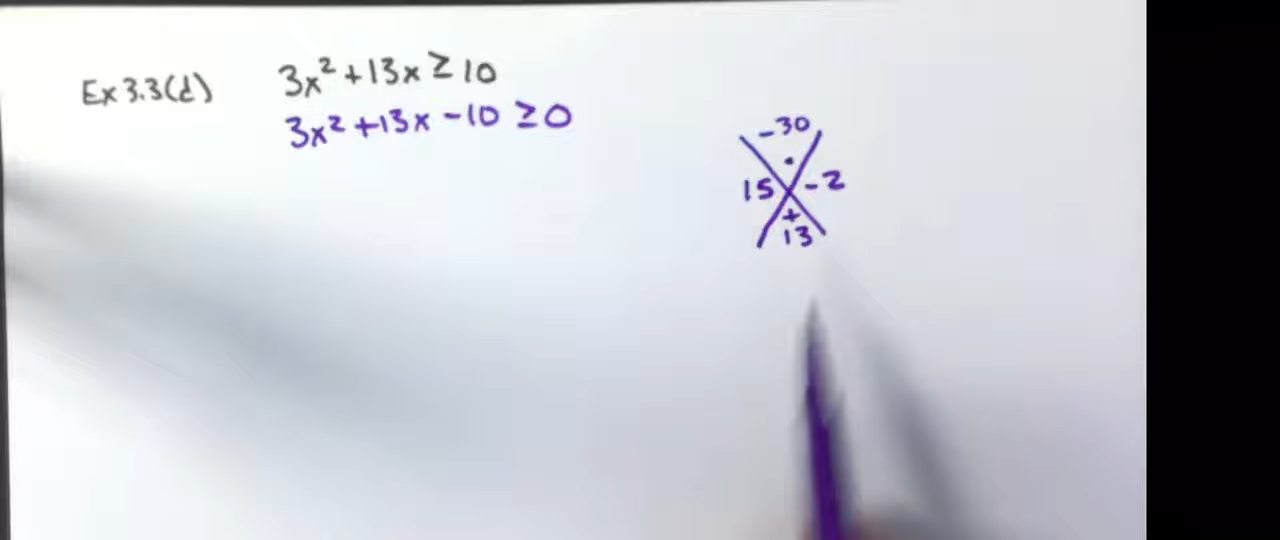 Ex 3.3(d) 3x² + 13x ≥ 10
3x² + 13x - 10 ≥ 0
-30
·
15 -2
+
13